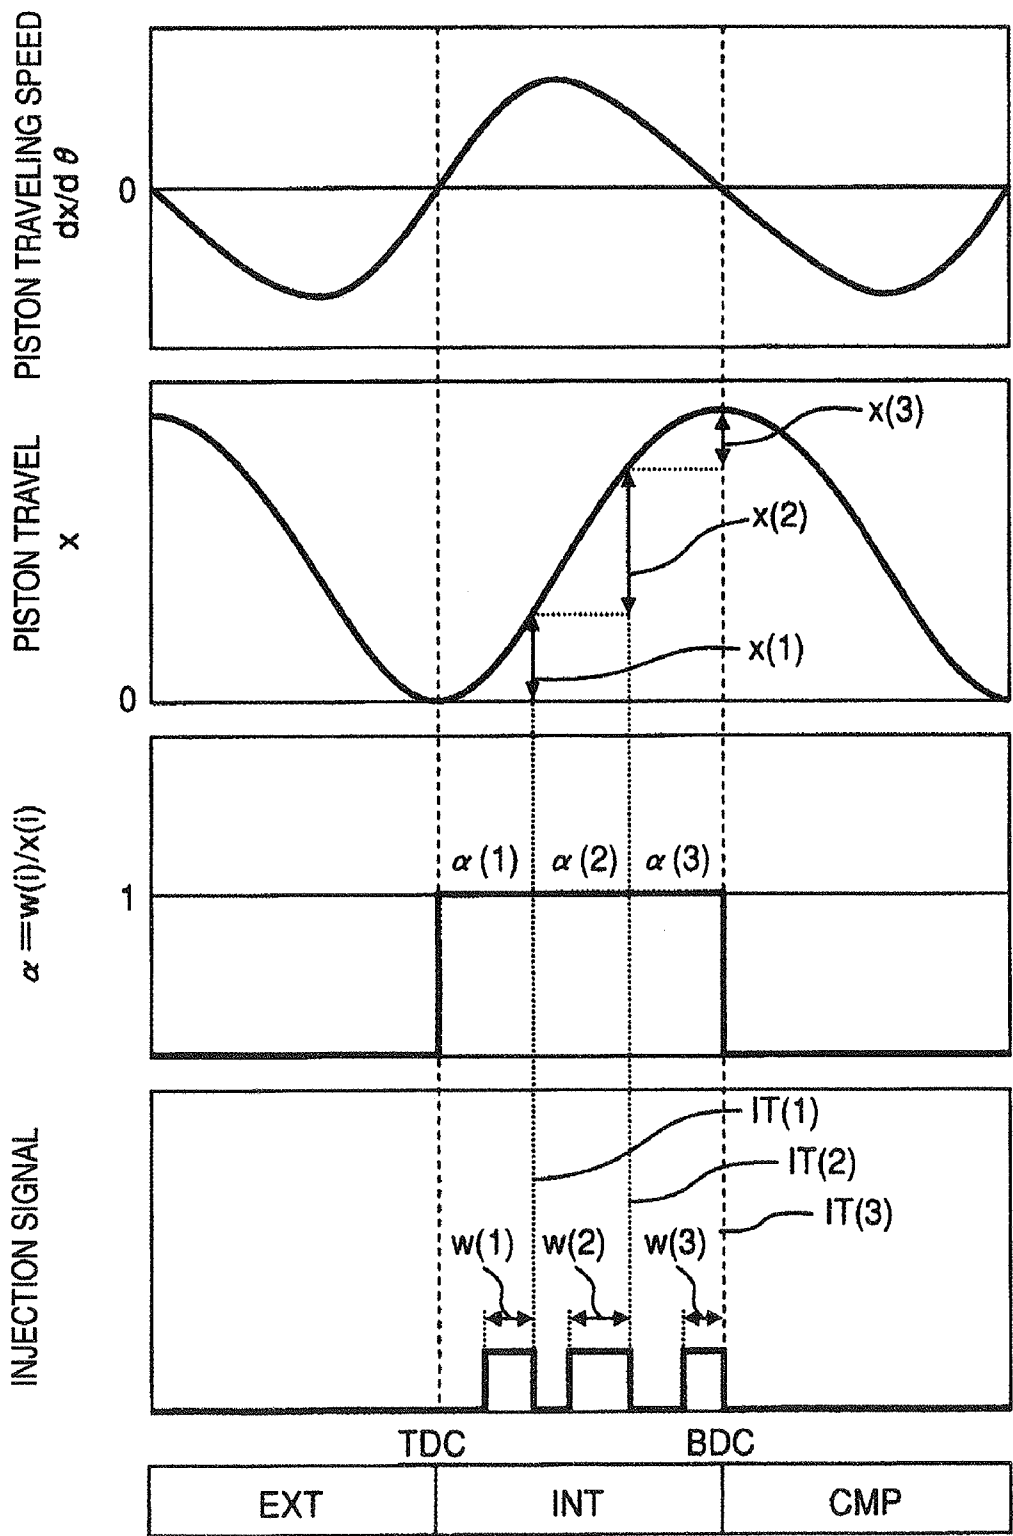 PISTON TRAVELING SPEED
dx/d θ
0
PISTON TRAVEL
x
0
x(3)
x(2)
x(1)
α=w(i)/x(i)
1
α(1) α(2) α(3)
INJECTION SIGNAL
IT(1)
IT(2)
IT(3)
w(1) w(2) w(3)
TDC BDC
EXT INT CMP